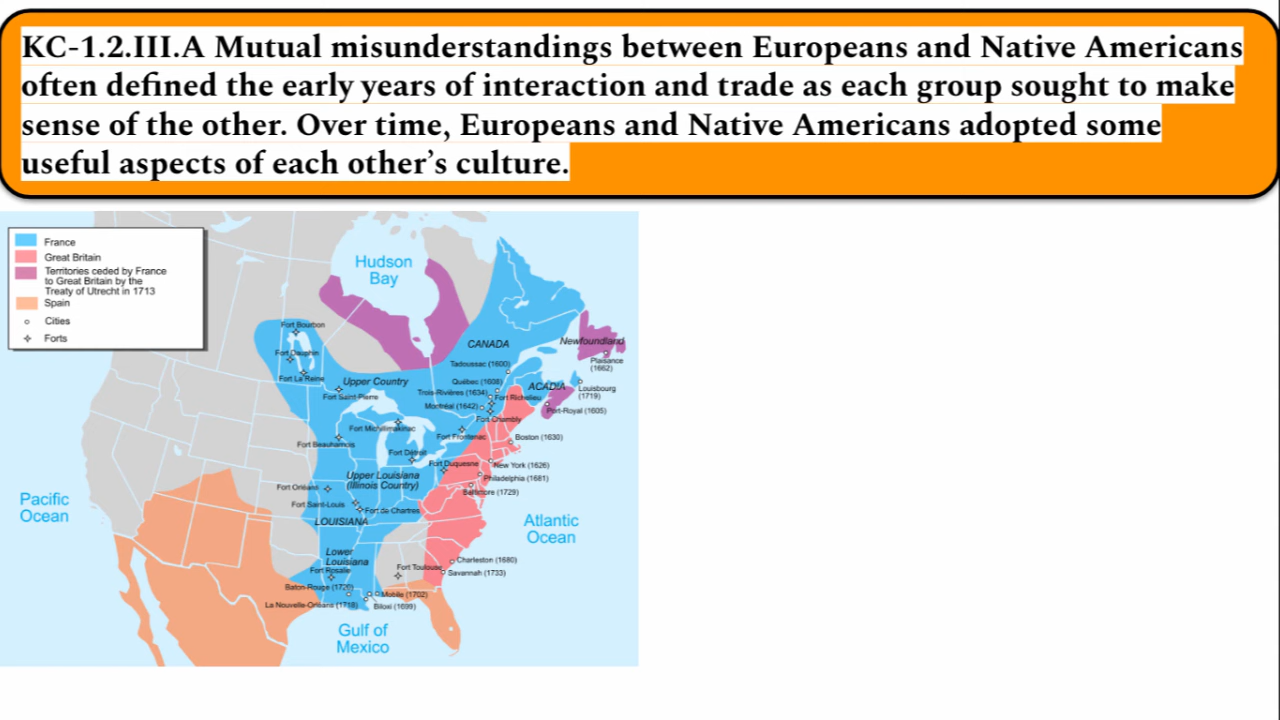 KC-1.2.III.A Mutual misunderstandings between Europeans and Native Americans
often defined the early years of interaction and trade as each group sought to make
sense of the other. Over time, Europeans and Native Americans adopted some
useful aspects of each other’s culture.
France
Great Britain
Territories ceded by France
to Great Britain by the
Treaty of Utrecht in 1713
Spain
Cities
Forts
Hudson
Bay
Fort Bourbon
Fort Dauphin
Fort La Reine
Upper Country
Fort Saint-Pierre
CANADA
Newfoundland
Plaisance
(1662)
Tadoussac (1600)
Québec (1608)
ACADIA
Louisbourg
(1719)
Trois-Rivières (1634)
Fort Richelieu
Montréal (1642)
Port-Royal (1605)
Fort Chambly
Fort Michilimakinac
Fort Frontenac
Boston (1630)
Fort Beauharnois
Fort Détroit
Fort Duquesne
New York (1626)
Philadelphia (1681)
Baltimore (1729)
Upper Louisiana
(Illinois Country)
Fort Orléans
Fort Saint-Louis
Fort de Chartres
LOUISIANA
Pacific
Ocean
Atlantic
Ocean
Lower
Louisiana
Fort Rosalie
Fort Toulouse
Charleston (1680)
Savannah (1733)
Baton-Rouge (1720)
Mobile (1702)
La Nouvelle-Orléans (1718)
Biloxi (1699)
Gulf of
Mexico